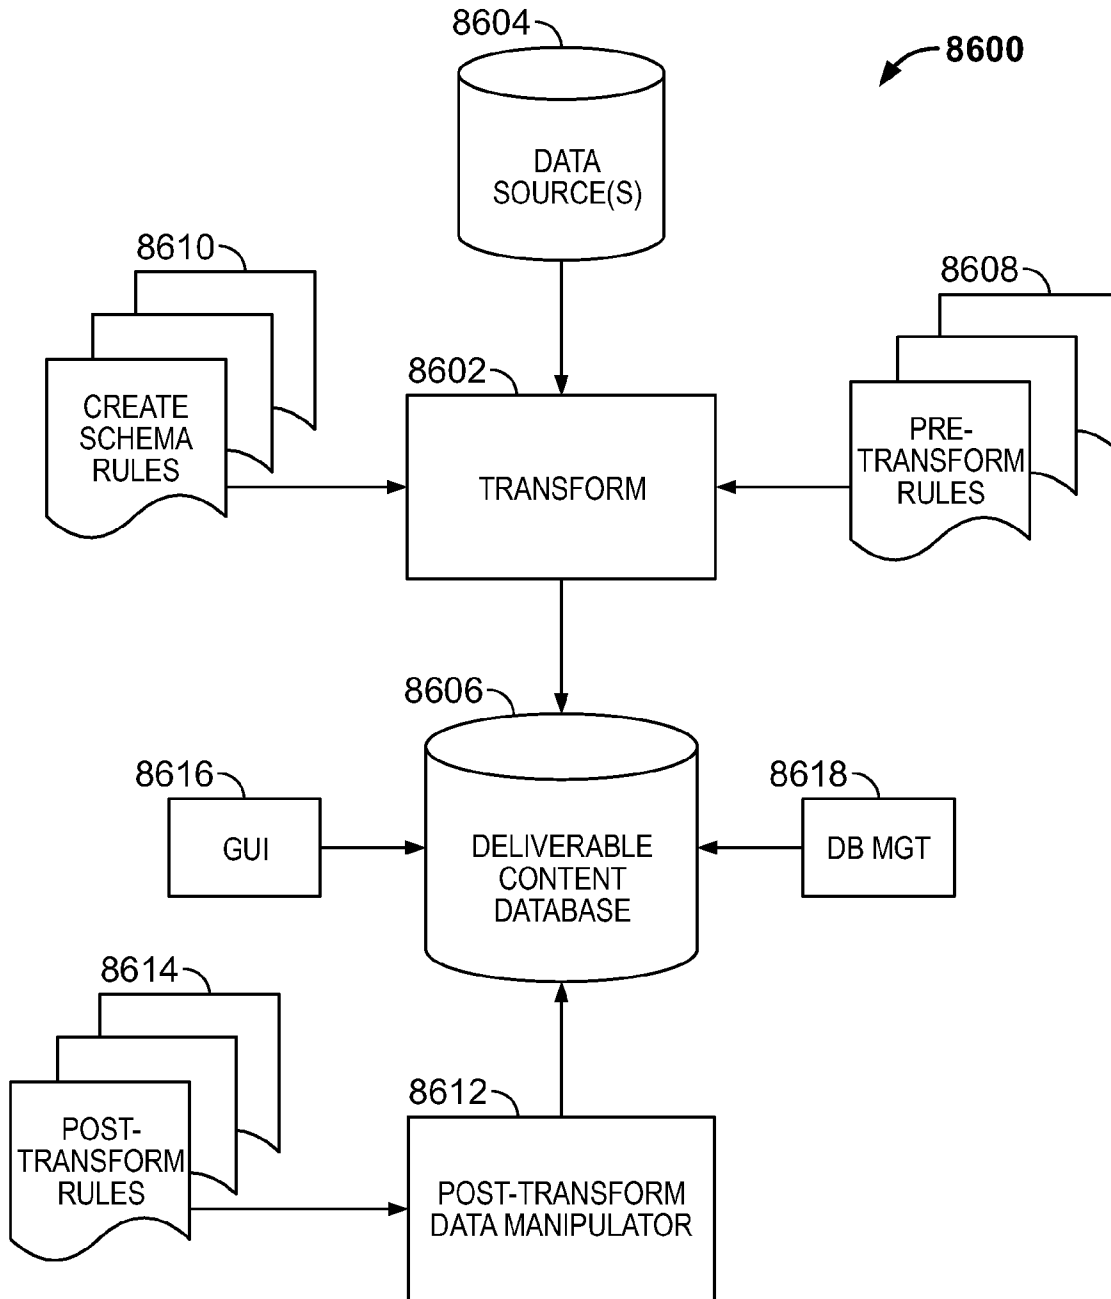 8604
8600
DATA
SOURCE(S)
8610
8608
8602
CREATE
SCHEMA
RULES
PRE-
TRANSFORM
RULES
TRANSFORM
8606
8616
8618
GUI
DELIVERABLE
CONTENT
DATABASE
DB MGT
8614
8612
POST-
TRANSFORM
RULES
POST-TRANSFORM
DATA MANIPULATOR